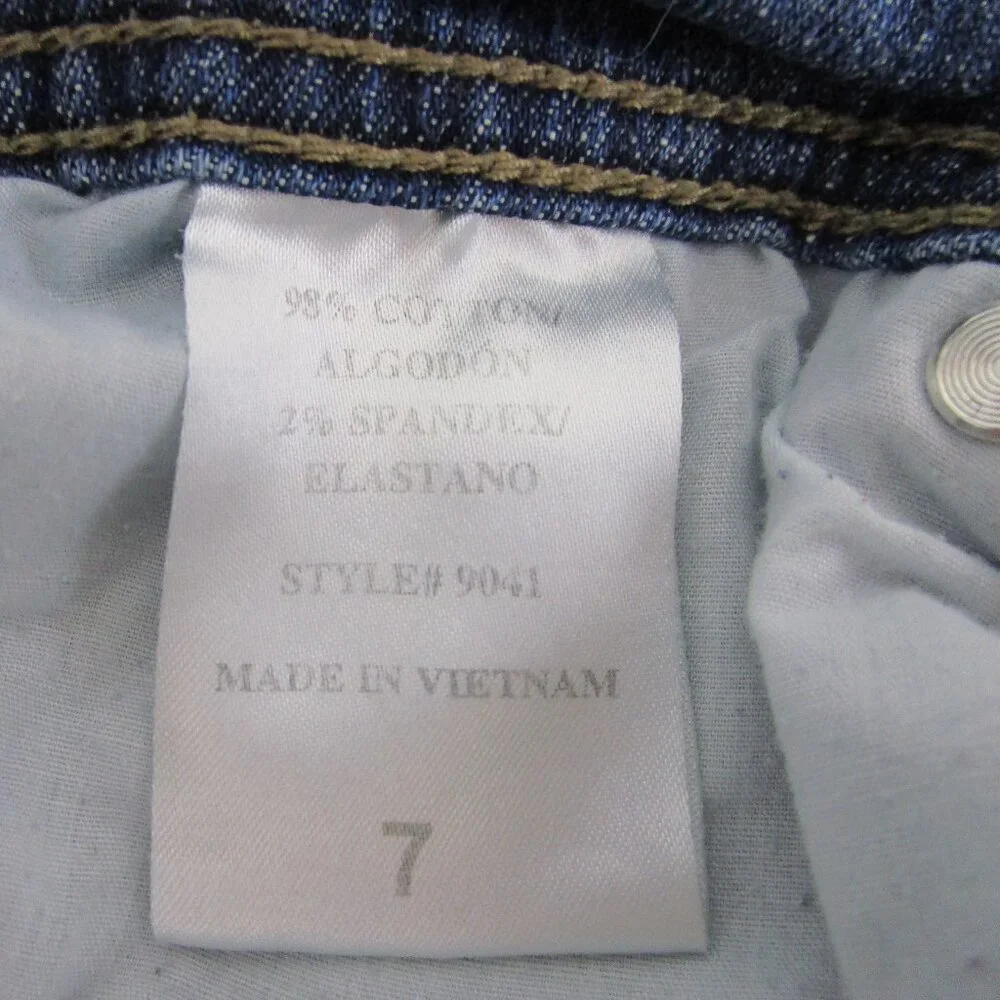 98% COTTON/
ALGODÓN
2% SPANDEX/
ELASTANO
STYLE# 9041
MADE IN VIETNAM
7